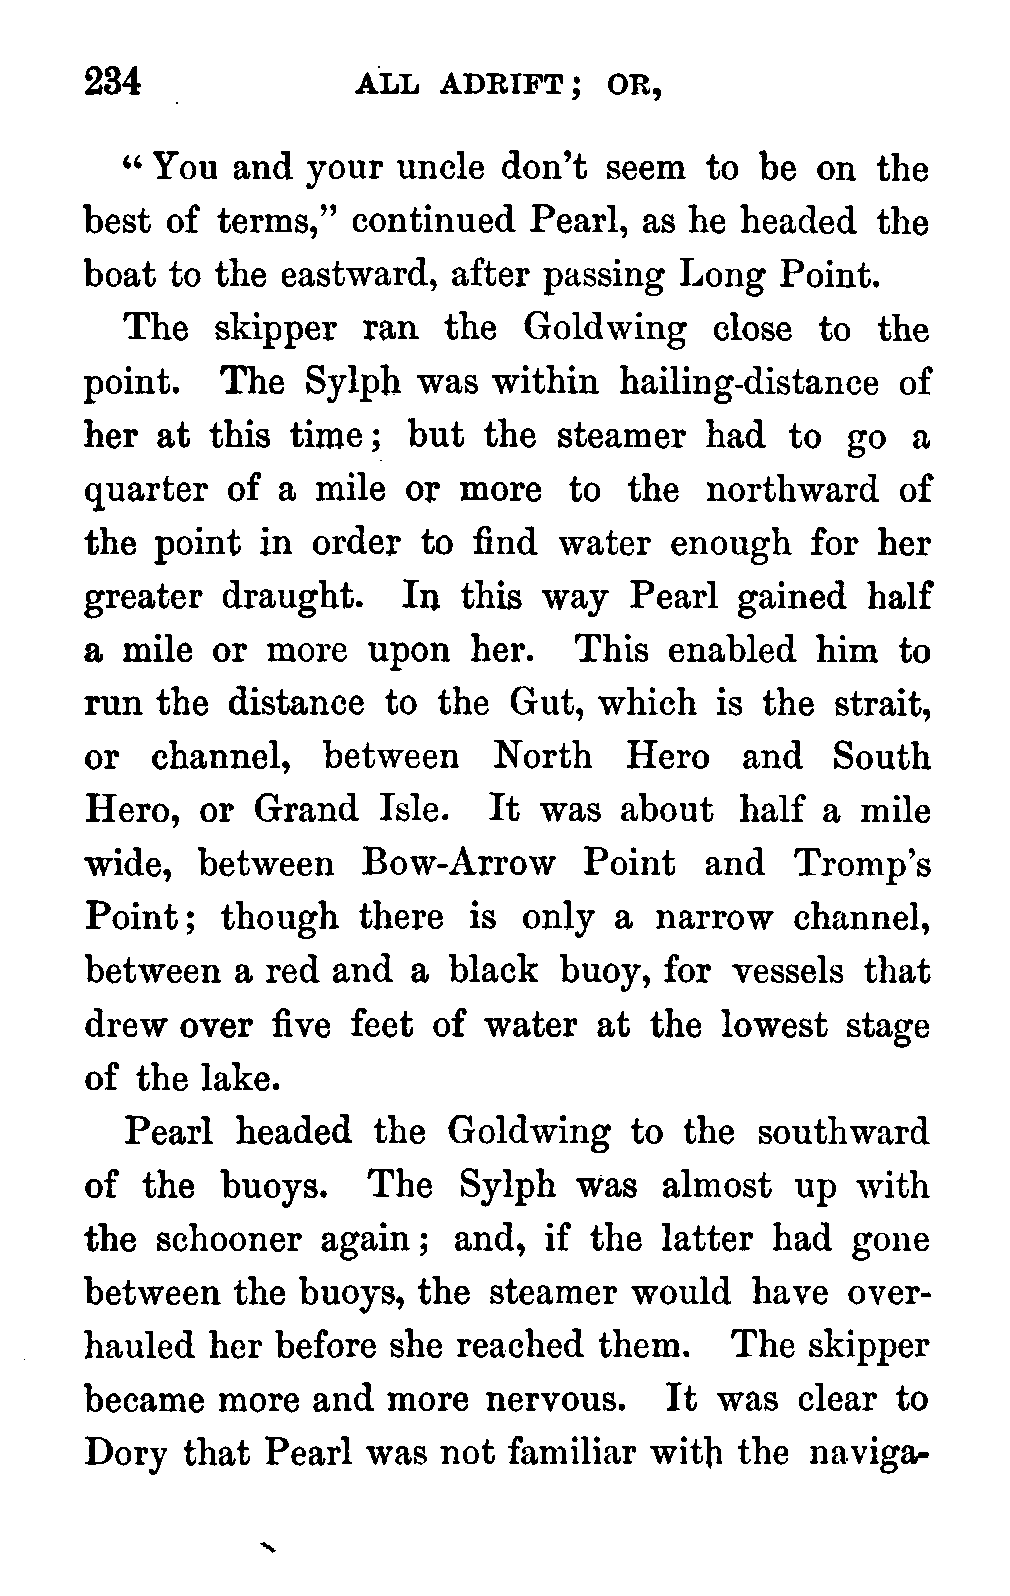 234 ALL ADRIFT; OR,
“You and your uncle don’t seem to be on the
best of terms,” continued Pearl, as he headed the
boat to the eastward, after passing Long Point.
The skipper ran the Goldwing close to the
point. The Sylph was within hailing-distance of
her at this time; but the steamer had to go a
quarter of a mile or more to the northward of
the point in order to find water enough for her
greater draught. In this way Pearl gained half
a mile or more upon her. This enabled him to
run the distance to the Gut, which is the strait,
or channel, between North Hero and South
Hero, or Grand Isle. It was about half a mile
wide, between Bow-Arrow Point and Tromp’s
Point; though there is only a narrow channel,
between a red and a black buoy, for vessels that
drew over five feet of water at the lowest stage
of the lake.
Pearl headed the Goldwing to the southward
of the buoys. The Sylph was almost up with
the schooner again; and, if the latter had gone
between the buoys, the steamer would have over-
hauled her before she reached them. The skipper
became more and more nervous. It was clear to
Dory that Pearl was not familiar with the naviga-